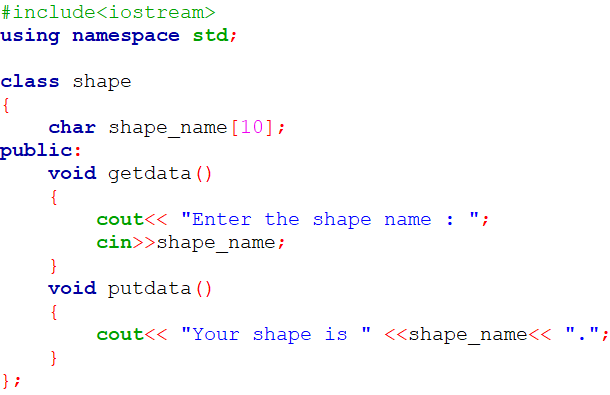 #include<iostream>
using namespace std;

class shape
{
    char shape_name[10];
public:
    void getdata()
    {
        cout<< "Enter the shape name : ";
        cin>>shape_name;
    }
    void putdata()
    {
        cout<< "Your shape is " <<shape_name<< ".";
    }
};